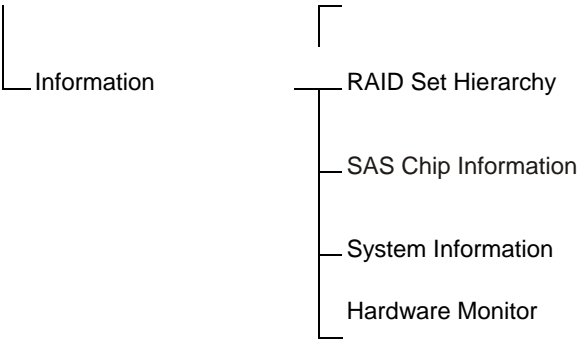 Information
RAID Set Hierarchy
SAS Chip Information
System Information
Hardware Monitor